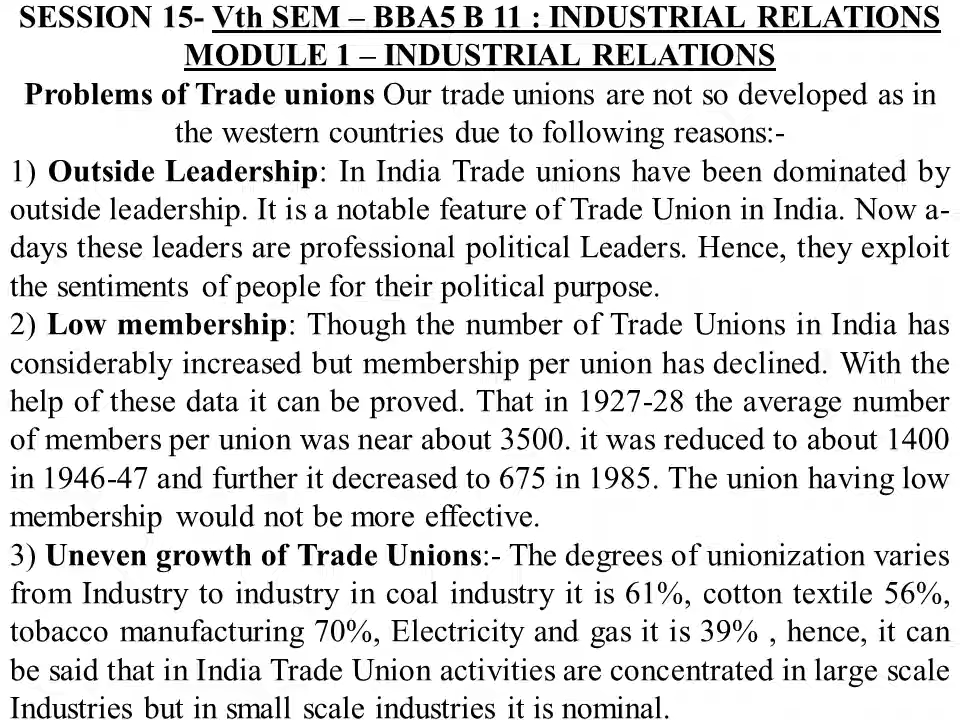 SESSION 15- Vth SEM – BBA5 B 11 : INDUSTRIAL RELATIONS
MODULE 1 – INDUSTRIAL RELATIONS
Problems of Trade unions Our trade unions are not so developed as in
the western countries due to following reasons:-
1) Outside Leadership: In India Trade unions have been dominated by
outside leadership. It is a notable feature of Trade Union in India. Now a-
days these leaders are professional political Leaders. Hence, they exploit
the sentiments of people for their political purpose.
2) Low membership: Though the number of Trade Unions in India has
considerably increased but membership per union has declined. With the
help of these data it can be proved. That in 1927-28 the average number
of members per union was near about 3500. it was reduced to about 1400
in 1946-47 and further it decreased to 675 in 1985. The union having low
membership would not be more effective.
3) Uneven growth of Trade Unions:- The degrees of unionization varies
from Industry to industry in coal industry it is 61%, cotton textile 56%,
tobacco manufacturing 70%, Electricity and gas it is 39% , hence, it can
be said that in India Trade Union activities are concentrated in large scale
Industries but in small scale industries it is nominal.